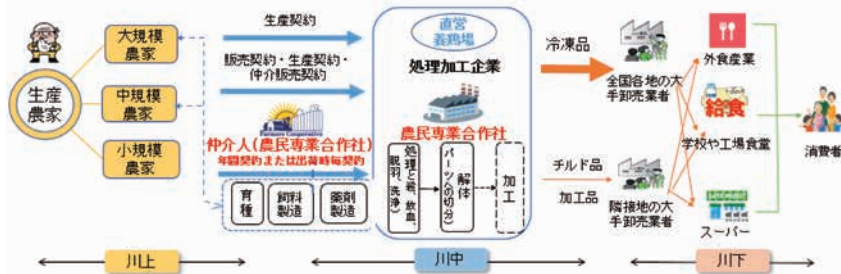 生産
農家
大規模
農家
中規模
農家
小規模
農家
生産契約
販売契約・生産契約・
仲介販売契約
Farmers Cooperative
仲介人(農民専業合作社)
年間契約または出荷時毎契約
育
種
飼料
製造
薬剤
製造
直営
養鶏場
処理加工企業
農民専業合作社
脱羽、洗浄)
解体
パーツへの切分)
加工
冷凍品
チルド品
加工品
全国各地の大
手卸売業者
隣接地の大
手卸売業者
外食産業
給食
学校や工場食堂
スーパー
消費者
川上
川中
川下